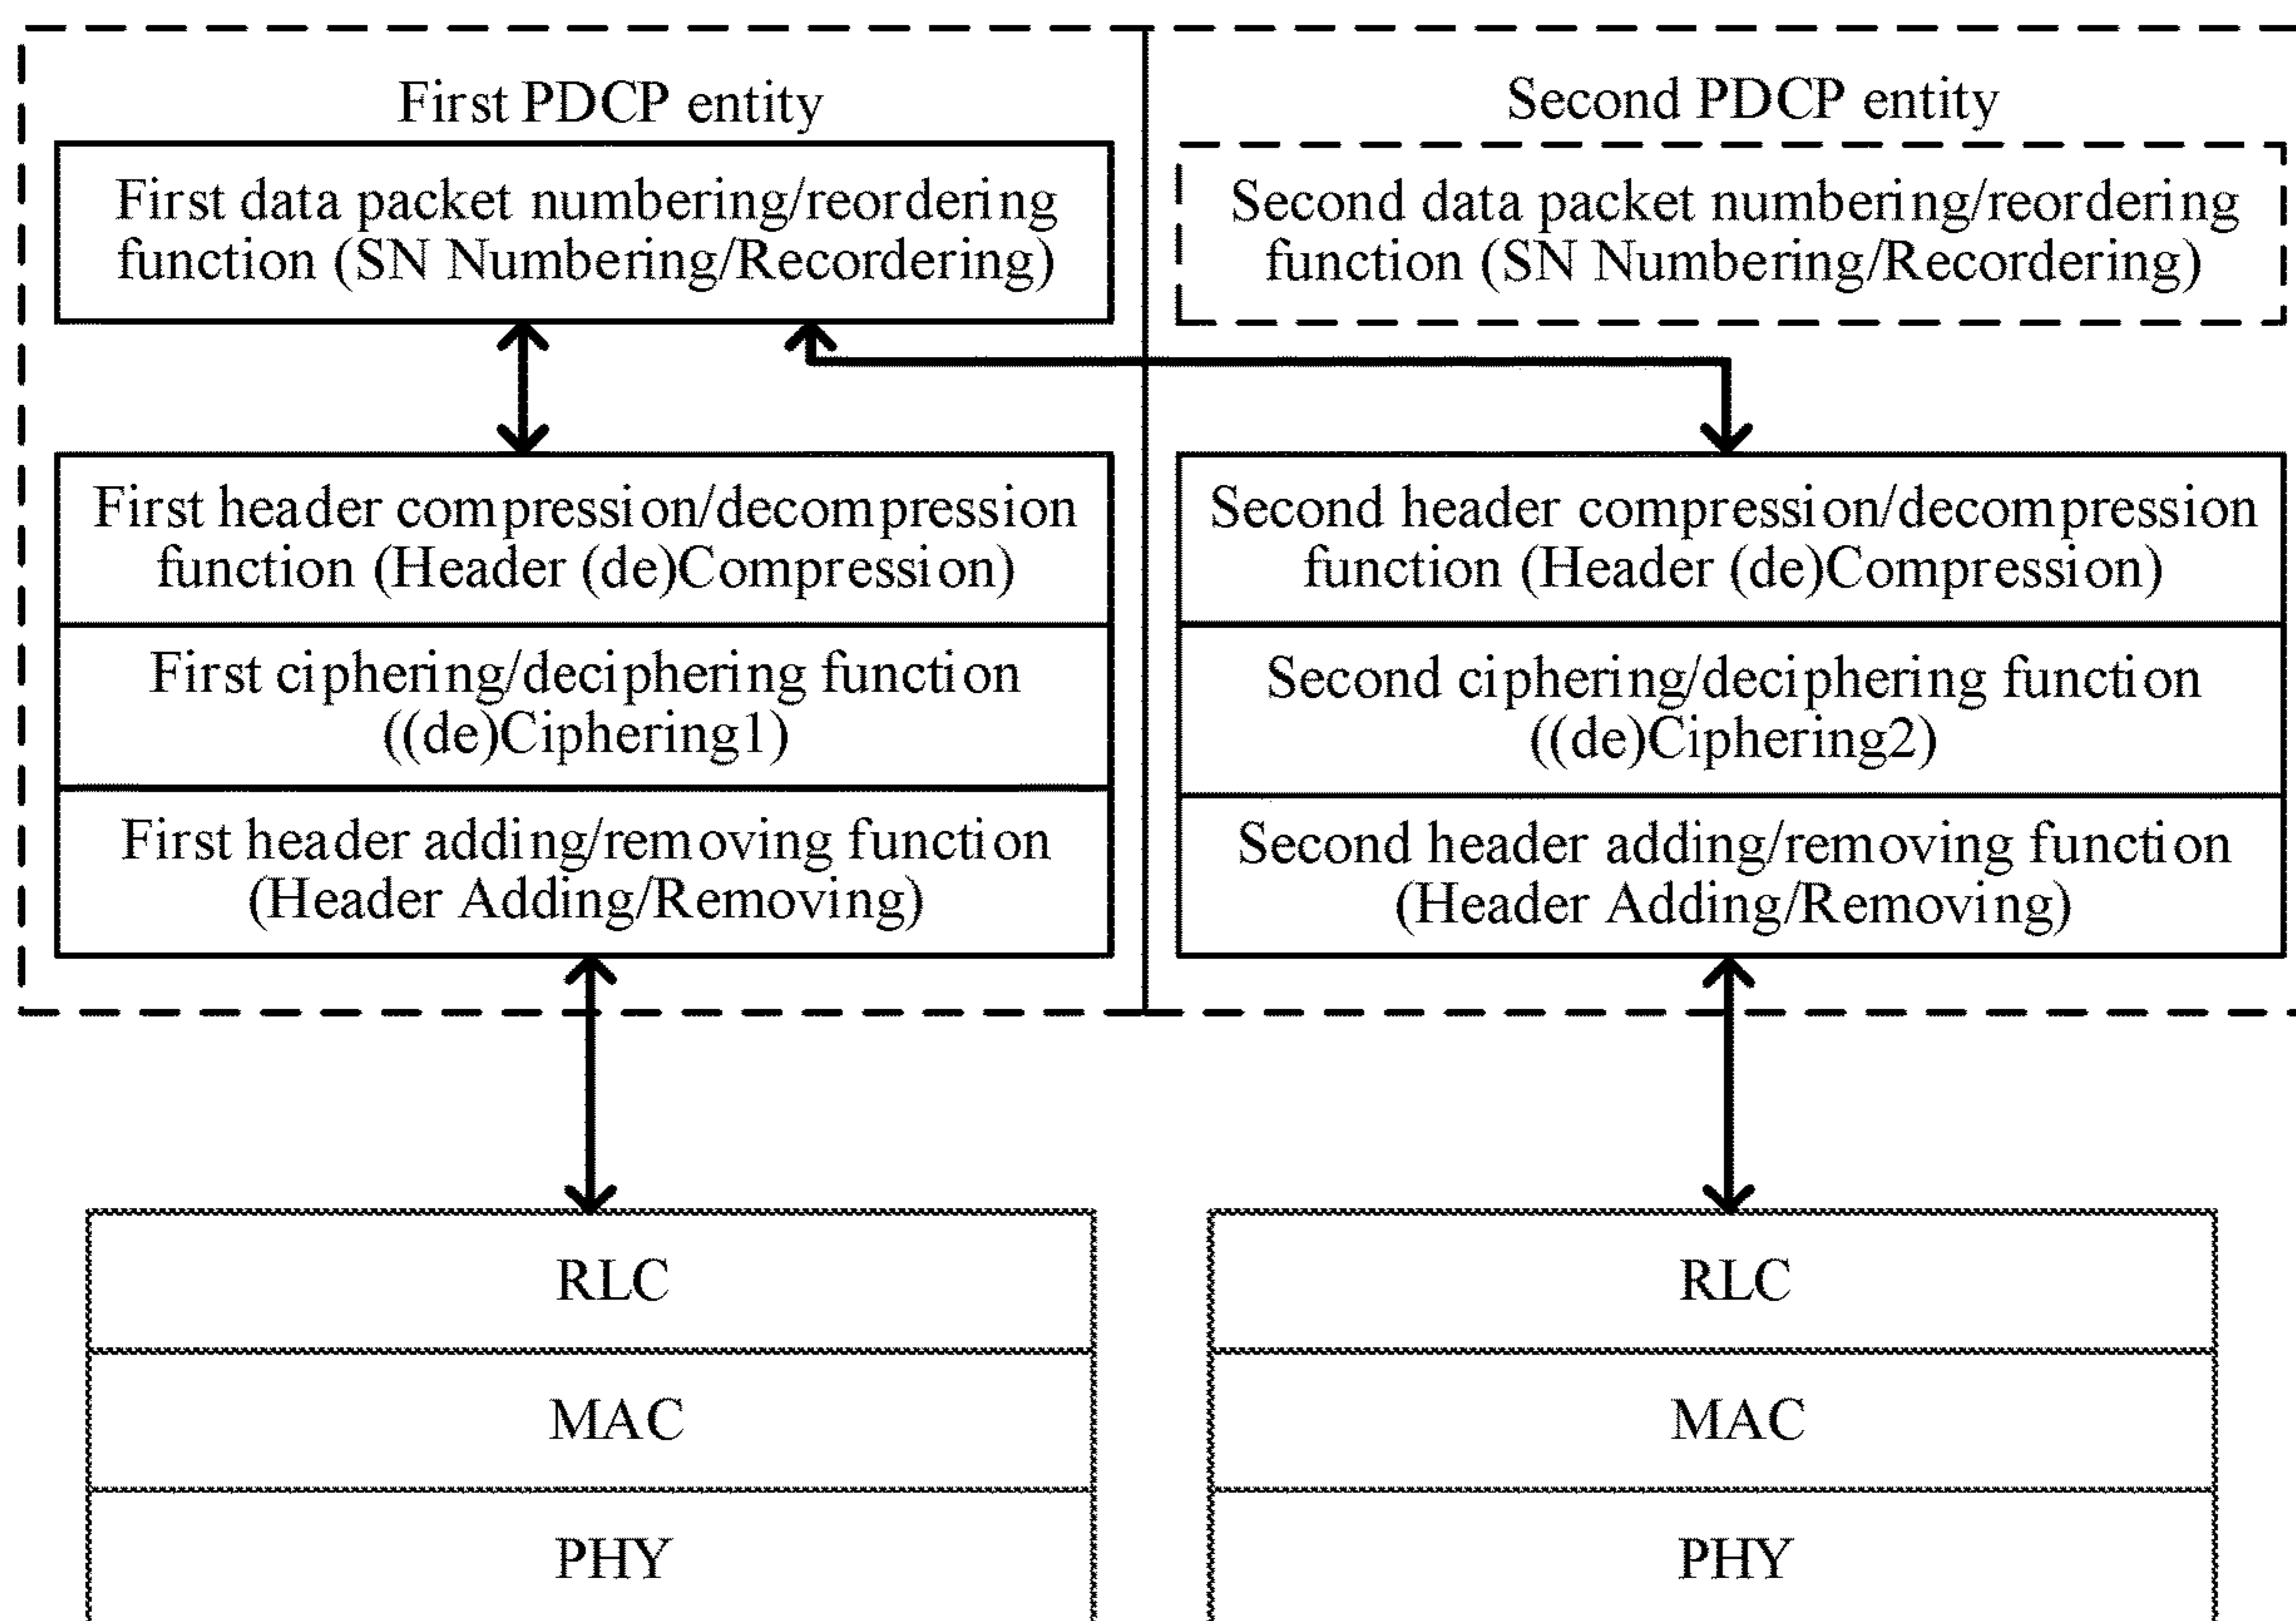 First PDCP entity
First data packet numbering/reordering
function (SN Numbering/Recordering)
First header compression/decompression
function (Header (de)Compression)
First ciphering/deciphering function
((de)Ciphering1)
First header adding/removing function
(Header Adding/Removing)
RLC
MAC
PHY
Second PDCP entity
Second data packet numbering/reordering
function (SN Numbering/Recordering)
Second header compression/decompression
function (Header (de)Compression)
Second ciphering/deciphering function
((de)Ciphering2)
Second header adding/removing function
(Header Adding/Removing)
RLC
MAC
PHY